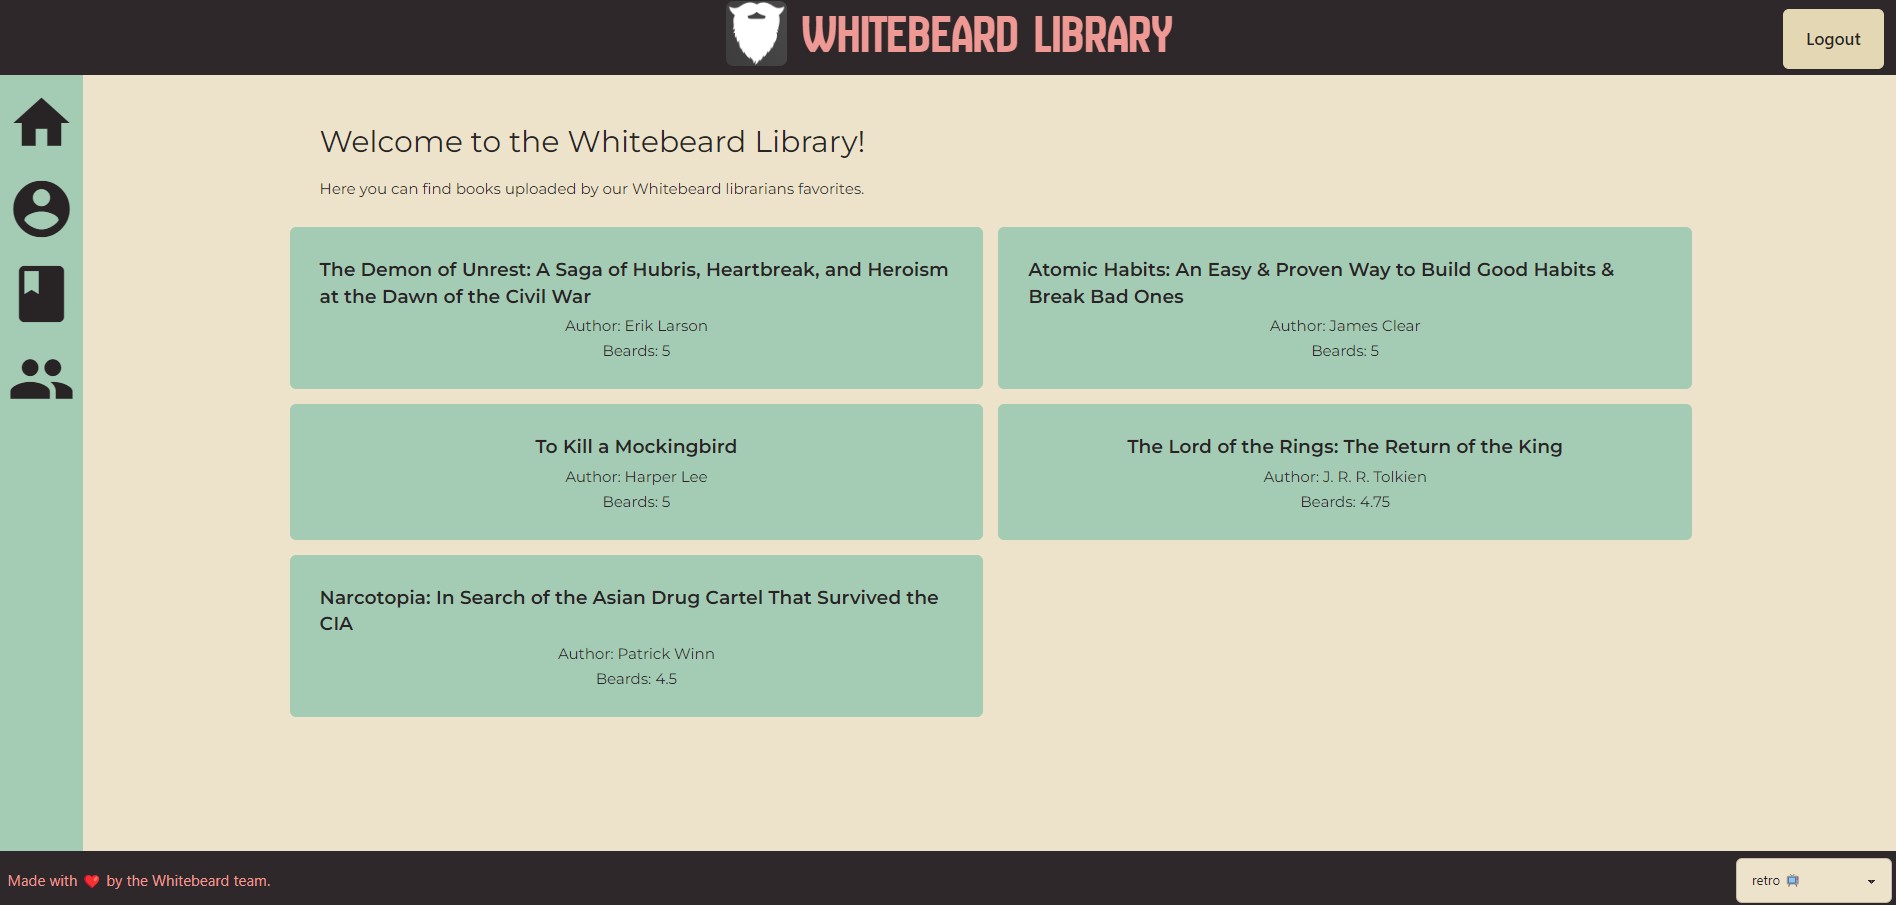 WHITEBEARD LIBRARY
Logout
Welcome to the Whitebeard Library!
Here you can find books uploaded by our Whitebeard librarians favorites.
The Demon of Unrest: A Saga of Hubris, Heartbreak, and Heroism
at the Dawn of the Civil War
Author: Erik Larson
Beards: 5
Atomic Habits: An Easy & Proven Way to Build Good Habits &
Break Bad Ones
Author: James Clear
Beards: 5
To Kill a Mockingbird
Author: Harper Lee
Beards: 5
The Lord of the Rings: The Return of the King
Author: J. R. R. Tolkien
Beards: 4.75
Narcotopia: In Search of the Asian Drug Cartel That Survived the
CIA
Author: Patrick Winn
Beards: 4.5
Made with ❤️ by the Whitebeard team.
retro 📺